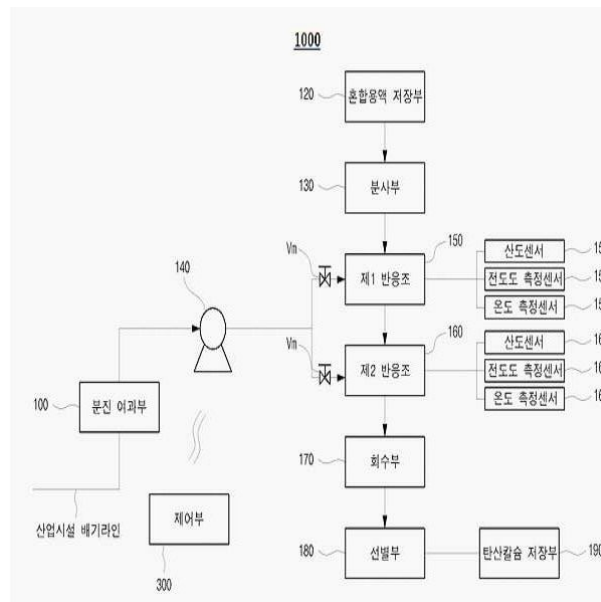 1000
120
혼합용액 저장부
130
분사부
Vm
150
제1 반응조
산도센서
전도도 측정센서
온도 측정센서
140
Vm
160
제2 반응조
산도센서
전도도 측정센서
온도 측정센서
100
분진 여과부
170
회수부
산업시설 배기라인
제어부
300
180
선별부
탄산칼슘 저장부
190